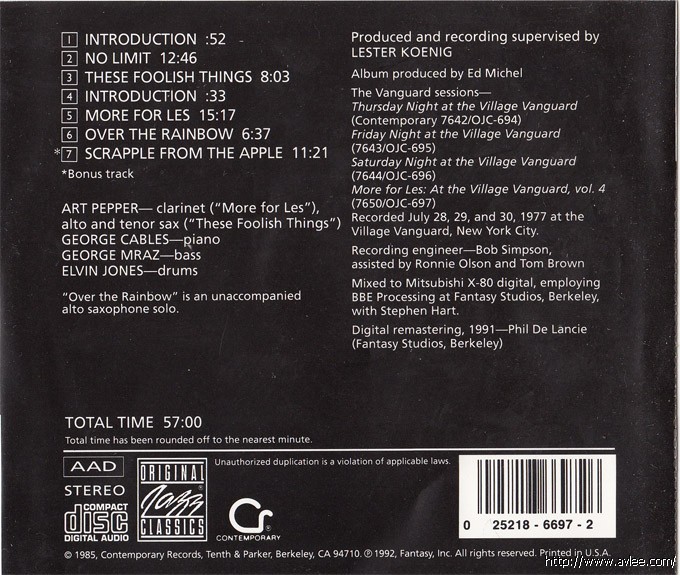 1 INTRODUCTION :52
2 NO LIMIT 12:46
3 THESE FOOLISH THINGS 8:03
4 INTRODUCTION :33
5 MORE FOR LES 15:17
6 OVER THE RAINBOW 6:37
*7 SCRAPPLE FROM THE APPLE 11:21
*Bonus track
ART PEPPER— clarinet (“More for Les”),
alto and tenor sax (“These Foolish Things”)
GEORGE CABLES—piano
GEORGE MRAZ—bass
ELVIN JONES—drums
“Over the Rainbow” is an unaccompanied
alto saxophone solo.
Produced and recording supervised by
LESTER KOENIG
Album produced by Ed Michel
The Vanguard sessions—
Thursday Night at the Village Vanguard
(Contemporary 7642/OJC-694)
Friday Night at the Village Vanguard
(7643/OJC-695)
Saturday Night at the Village Vanguard
(7644/OJC-696)
More for Les: At the Village Vanguard, vol. 4
(7650/OJC-697)
Recorded July 28, 29, and 30, 1977 at the
Village Vanguard, New York City.
Recording engineer—Bob Simpson,
assisted by Ronnie Olson and Tom Brown
Mixed to Mitsubishi X-80 digital, employing
BBE Processing at Fantasy Studios, Berkeley,
with Stephen Hart.
Digital remastering, 1991—Phil De Lancie
(Fantasy Studios, Berkeley)
TOTAL TIME 57:00
Total time has been rounded off to the nearest minute.
AAD
STEREO
COMPACT
disc
DIGITAL AUDIO
ORIGINAL
Jazz
CLASSICS
Unauthorized duplication is a violation of applicable laws.
CONTEMPORARY
0 25218-6697-2
© 1985, Contemporary Records, Tenth & Parker, Berkeley, CA 94710. ℗ 1992, Fantasy, Inc. All rights reserved. Printed in U.S.A.
http://www.avlee.com/